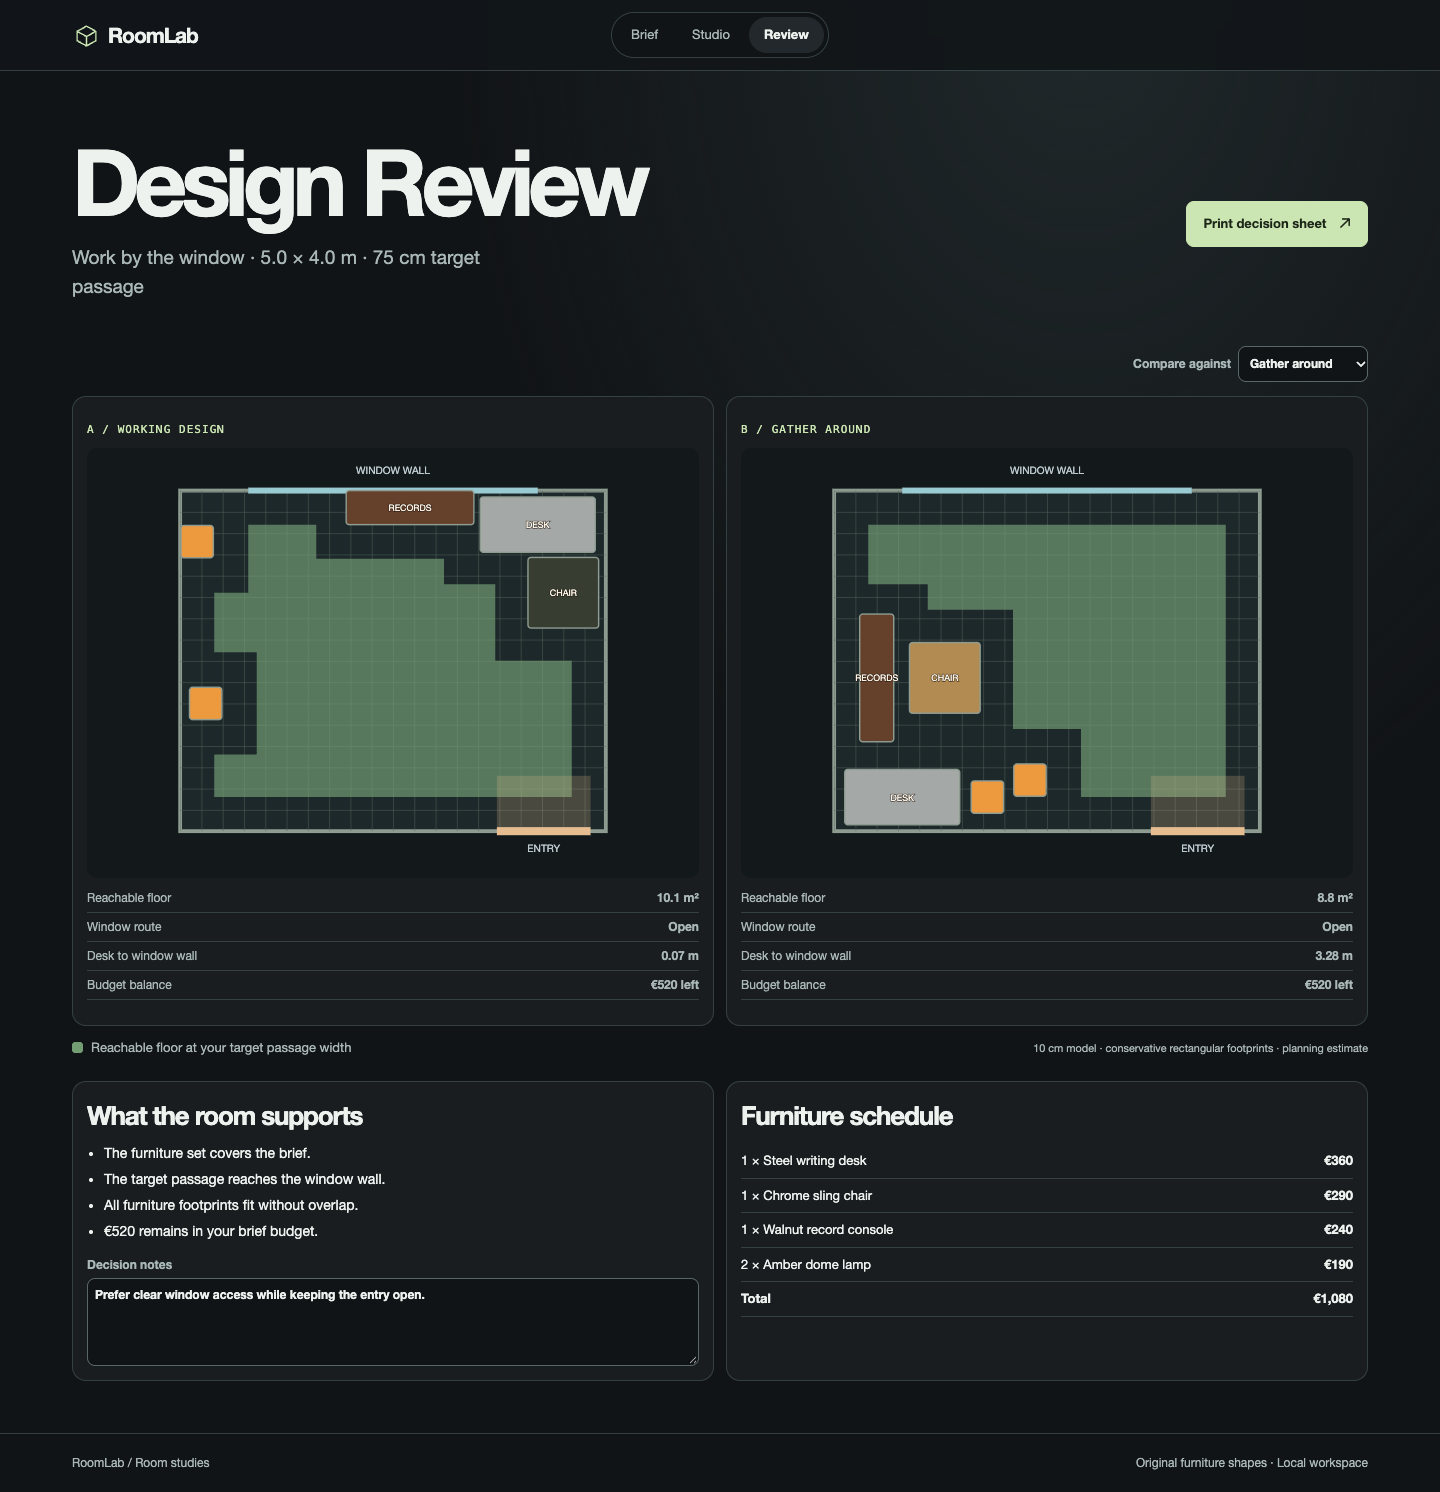 RoomLab
Brief
Studio
Review
Design Review
Work by the window · 5.0 × 4.0 m · 75 cm target
passage
Print decision sheet
Compare against
Gather around
A / WORKING DESIGN
WINDOW WALL
RECORDS
DESK
CHAIR
ENTRY
Reachable floor 10.1 m²
Window route Open
Desk to window wall 0.07 m
Budget balance €520 left
B / GATHER AROUND
WINDOW WALL
RECORDS
CHAIR
DESK
ENTRY
Reachable floor 8.8 m²
Window route Open
Desk to window wall 3.28 m
Budget balance €520 left
Reachable floor at your target passage width
10 cm model · conservative rectangular footprints · planning estimate
What the room supports
• The furniture set covers the brief.
• The target passage reaches the window wall.
• All furniture footprints fit without overlap.
• €520 remains in your brief budget.
Decision notes
Prefer clear window access while keeping the entry open.
Furniture schedule
1 × Steel writing desk €360
1 × Chrome sling chair €290
1 × Walnut record console €240
2 × Amber dome lamp €190
Total €1,080
RoomLab / Room studies
Original furniture shapes · Local workspace